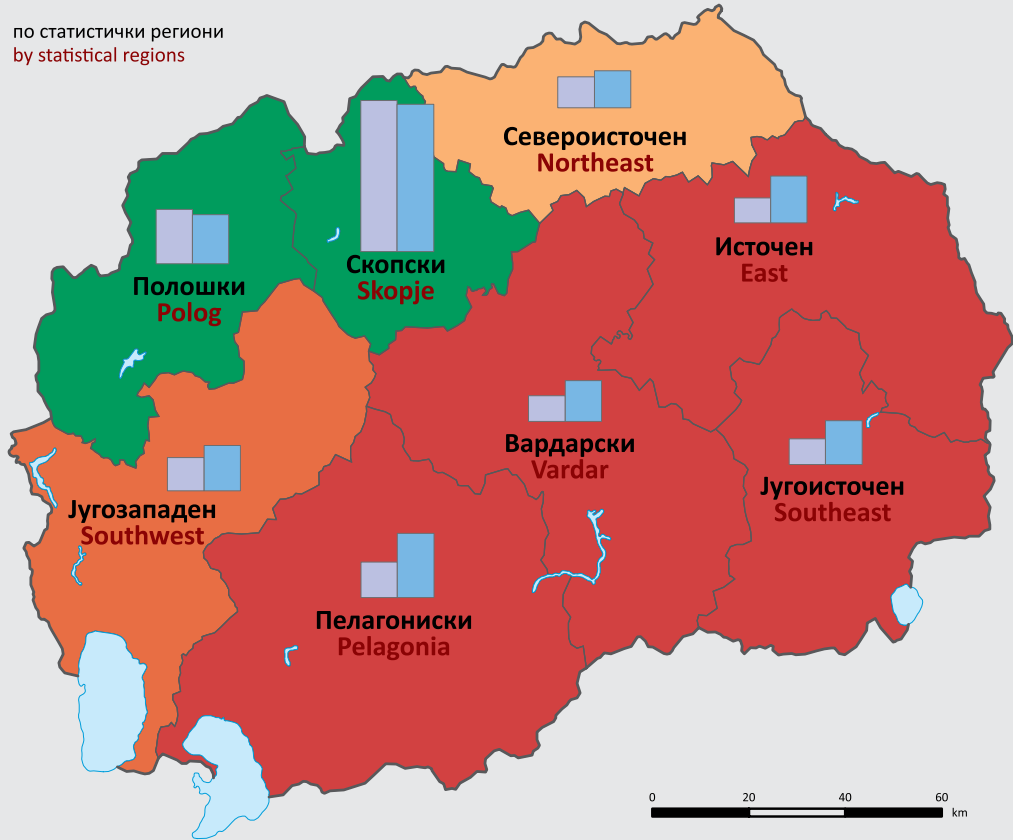 по статистички региони
by statistical regions
Североисточен
Northeast
Источен
East
Скопски
Skopje
Полошки
Polog
Вардарски
Vardar
Југоисточен
Southeast
Југозападен
Southwest
Пелагониски
Pelagonia
0 20 40 60
km